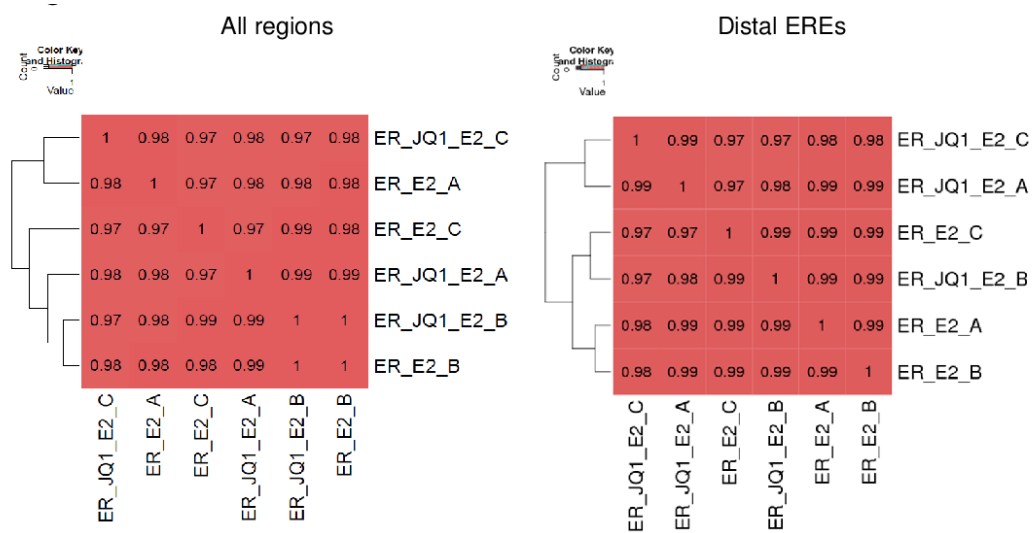 All regions
Distal EREs
Color Key
and Histogr
Count
0
Value
Color Key
and Histogr
Count
0
Value
1 0.98 0.97 0.98 0.97 0.98 ER_JQ1_E2_C
0.98 1 0.97 0.98 0.98 0.98 ER_E2_A
0.97 0.97 1 0.97 0.99 0.98 ER_E2_C
0.98 0.98 0.97 1 0.99 0.99 ER_JQ1_E2_A
0.97 0.98 0.99 0.99 1 1 ER_JQ1_E2_B
0.98 0.98 0.98 0.99 1 1 ER_E2_B
ER_JQ1_E2_C
ER_E2_A
ER_E2_C
ER_JQ1_E2_A
ER_JQ1_E2_B
ER_E2_B
1 0.99 0.97 0.97 0.98 0.98 ER_JQ1_E2_C
0.99 1 0.97 0.98 0.99 0.99 ER_JQ1_E2_A
0.97 0.97 1 0.99 0.99 0.99 ER_E2_C
0.97 0.98 0.99 1 0.99 0.99 ER_JQ1_E2_B
0.98 0.99 0.99 0.99 1 0.99 ER_E2_A
0.98 0.99 0.99 0.99 0.99 1 ER_E2_B
ER_JQ1_E2_C
ER_JQ1_E2_A
ER_E2_C
ER_JQ1_E2_B
ER_E2_A
ER_E2_B